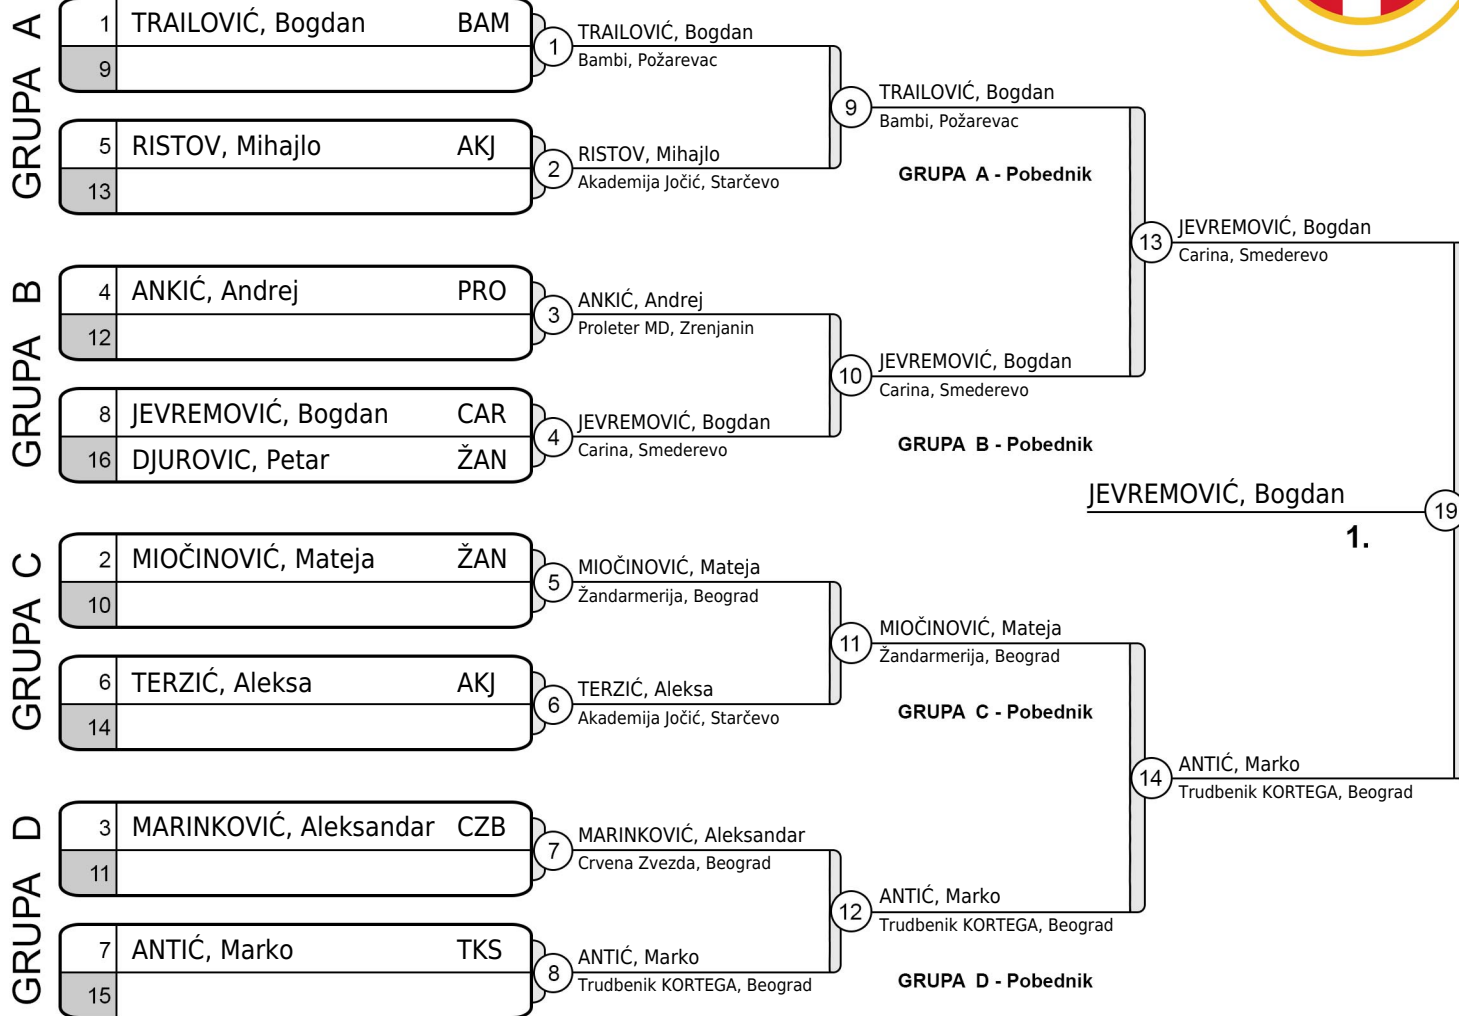 GRUPA A
1 TRAILOVIĆ, Bogdan BAM
9
5 RISTOV, Mihajlo AKJ
13
GRUPA B
4 ANKIĆ, Andrej PRO
12
8 JEVREMOVIĆ, Bogdan CAR
16 DJUROVIC, Petar ŽAN
GRUPA C
2 MIOČINOVIĆ, Mateja ŽAN
10
6 TERZIĆ, Aleksa AKJ
14
GRUPA D
3 MARINKOVIĆ, Aleksandar CZB
11
7 ANTIĆ, Marko TKS
15
1
TRAILOVIĆ, Bogdan
Bambi, Požarevac
2
RISTOV, Mihajlo
Akademija Jočić, Starčevo
3
ANKIĆ, Andrej
Proleter MD, Zrenjanin
4
JEVREMOVIĆ, Bogdan
Carina, Smederevo
5
MIOČINOVIĆ, Mateja
Žandarmerija, Beograd
6
TERZIĆ, Aleksa
Akademija Jočić, Starčevo
7
MARINKOVIĆ, Aleksandar
Crvena Zvezda, Beograd
8
ANTIĆ, Marko
Trudbenik KORTEGA, Beograd
9
TRAILOVIĆ, Bogdan
Bambi, Požarevac
GRUPA A - Pobednik
10
JEVREMOVIĆ, Bogdan
Carina, Smederevo
GRUPA B - Pobednik
11
MIOČINOVIĆ, Mateja
Žandarmerija, Beograd
GRUPA C - Pobednik
12
ANTIĆ, Marko
Trudbenik KORTEGA, Beograd
GRUPA D - Pobednik
13
JEVREMOVIĆ, Bogdan
Carina, Smederevo
14
ANTIĆ, Marko
Trudbenik KORTEGA, Beograd
JEVREMOVIĆ, Bogdan
19
1.